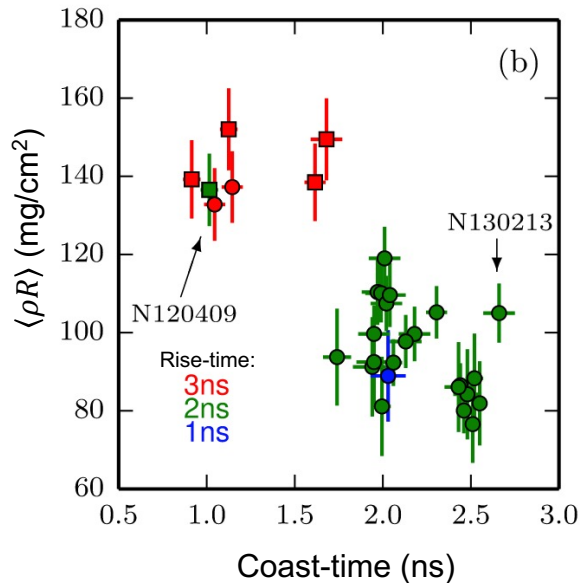 180
160
140
120
100
80
60
⟨ρR⟩ (mg/cm²)
(b)
N130213
N120409
Rise-time:
3ns
2ns
1ns
0.5
1.0
1.5
2.0
2.5
3.0
Coast-time (ns)